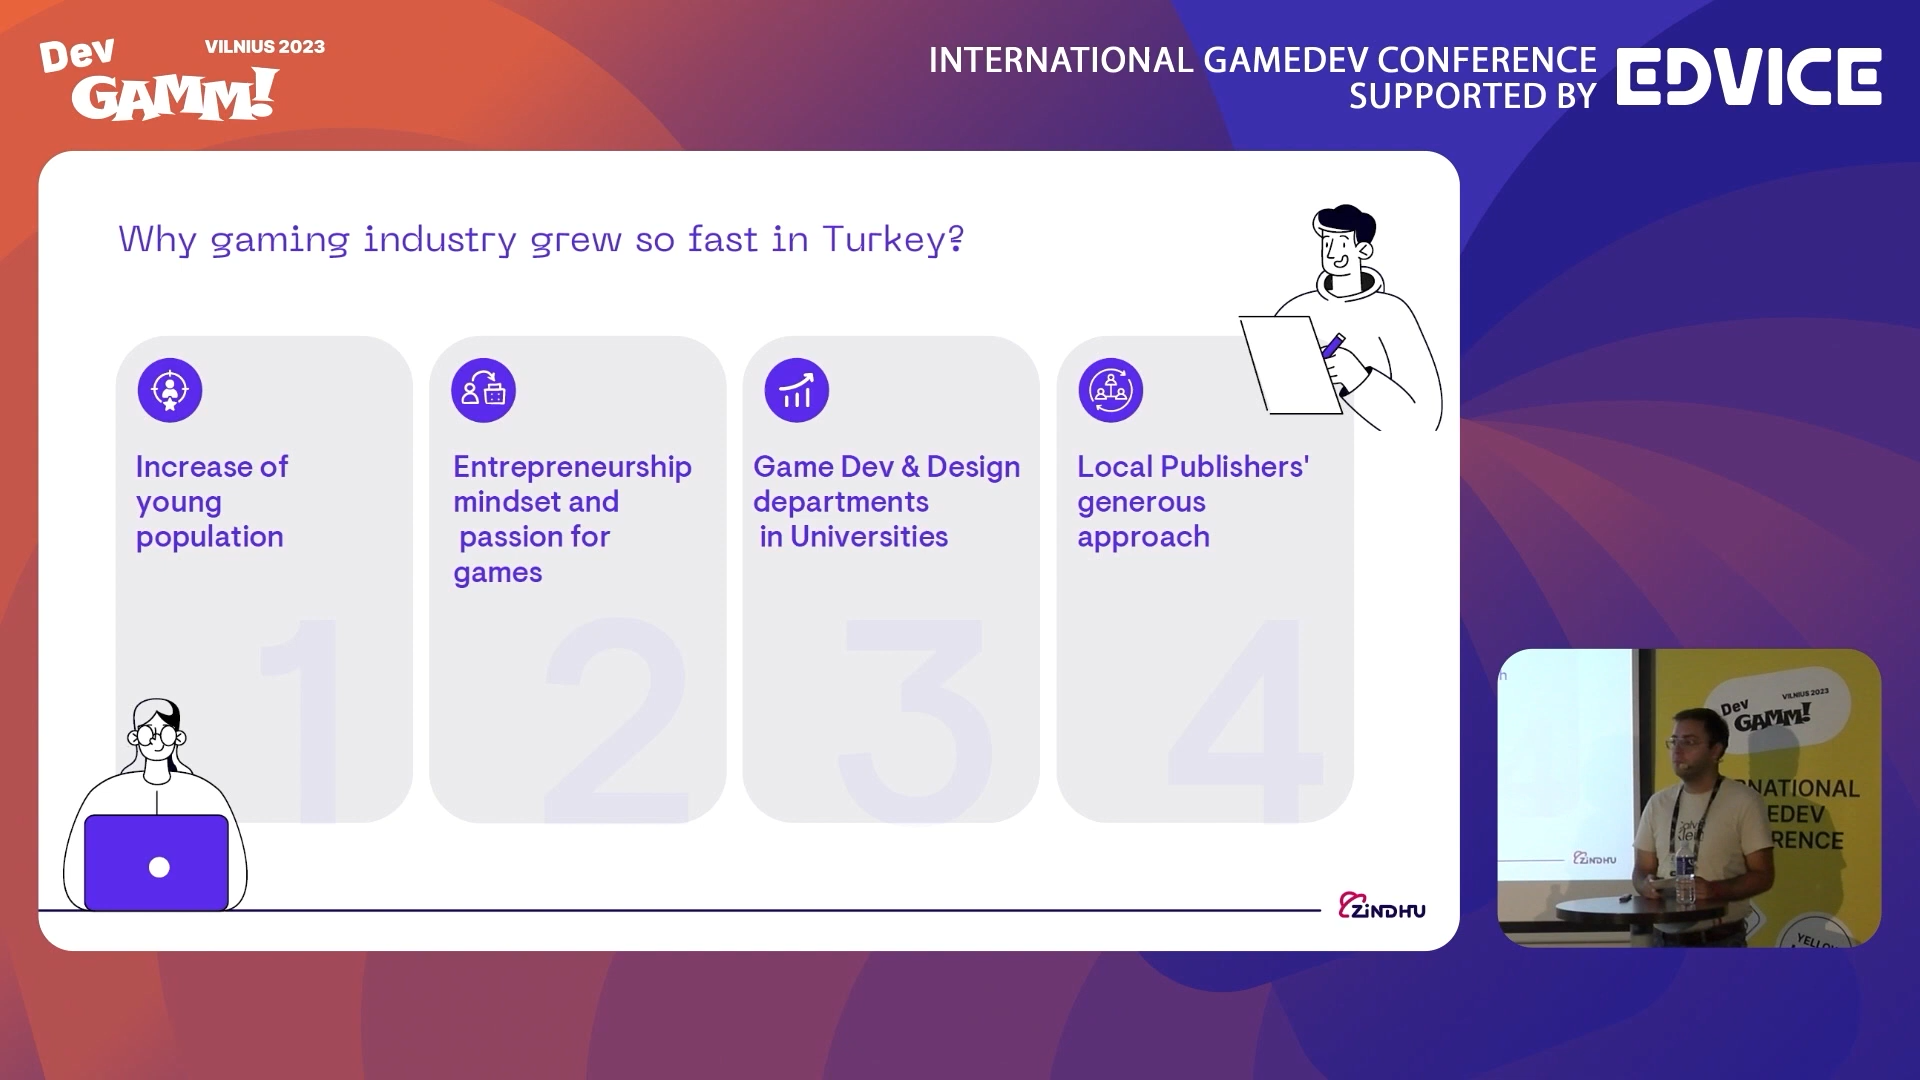 Dev
GAMM!
VILNIUS 2023
INTERNATIONAL GAMEDEV CONFERENCE
SUPPORTED BY
EDVICE
Why gaming industry grew so fast in Turkey?
Increase of
young
population
1
Entrepreneurship
mindset and
passion for
games
2
Game Dev & Design
departments
in Universities
3
Local Publishers'
generous
approach
4
ZINDHU
n
ZINDHU
Dev
GAMM!
VILNIUS 2023
NATIONAL
EDEV
RENCE